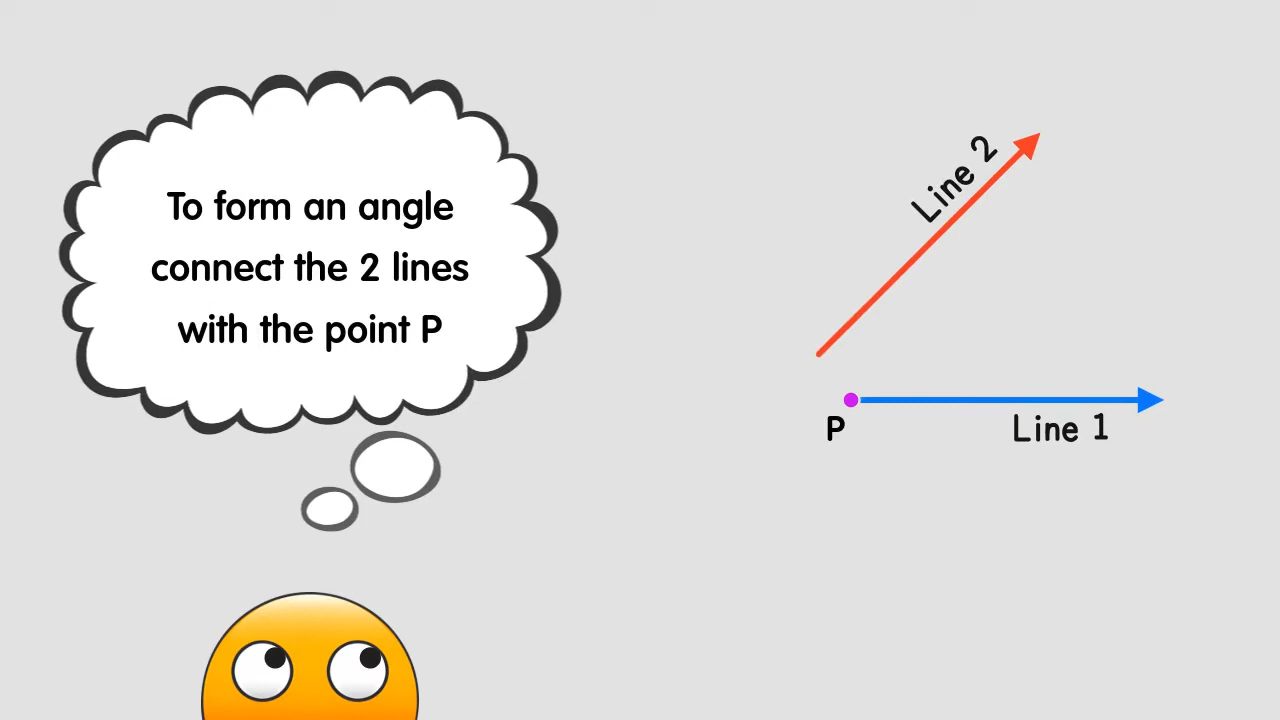 To form an angle
connect the 2 lines
with the point P
Line 2
P
Line 1